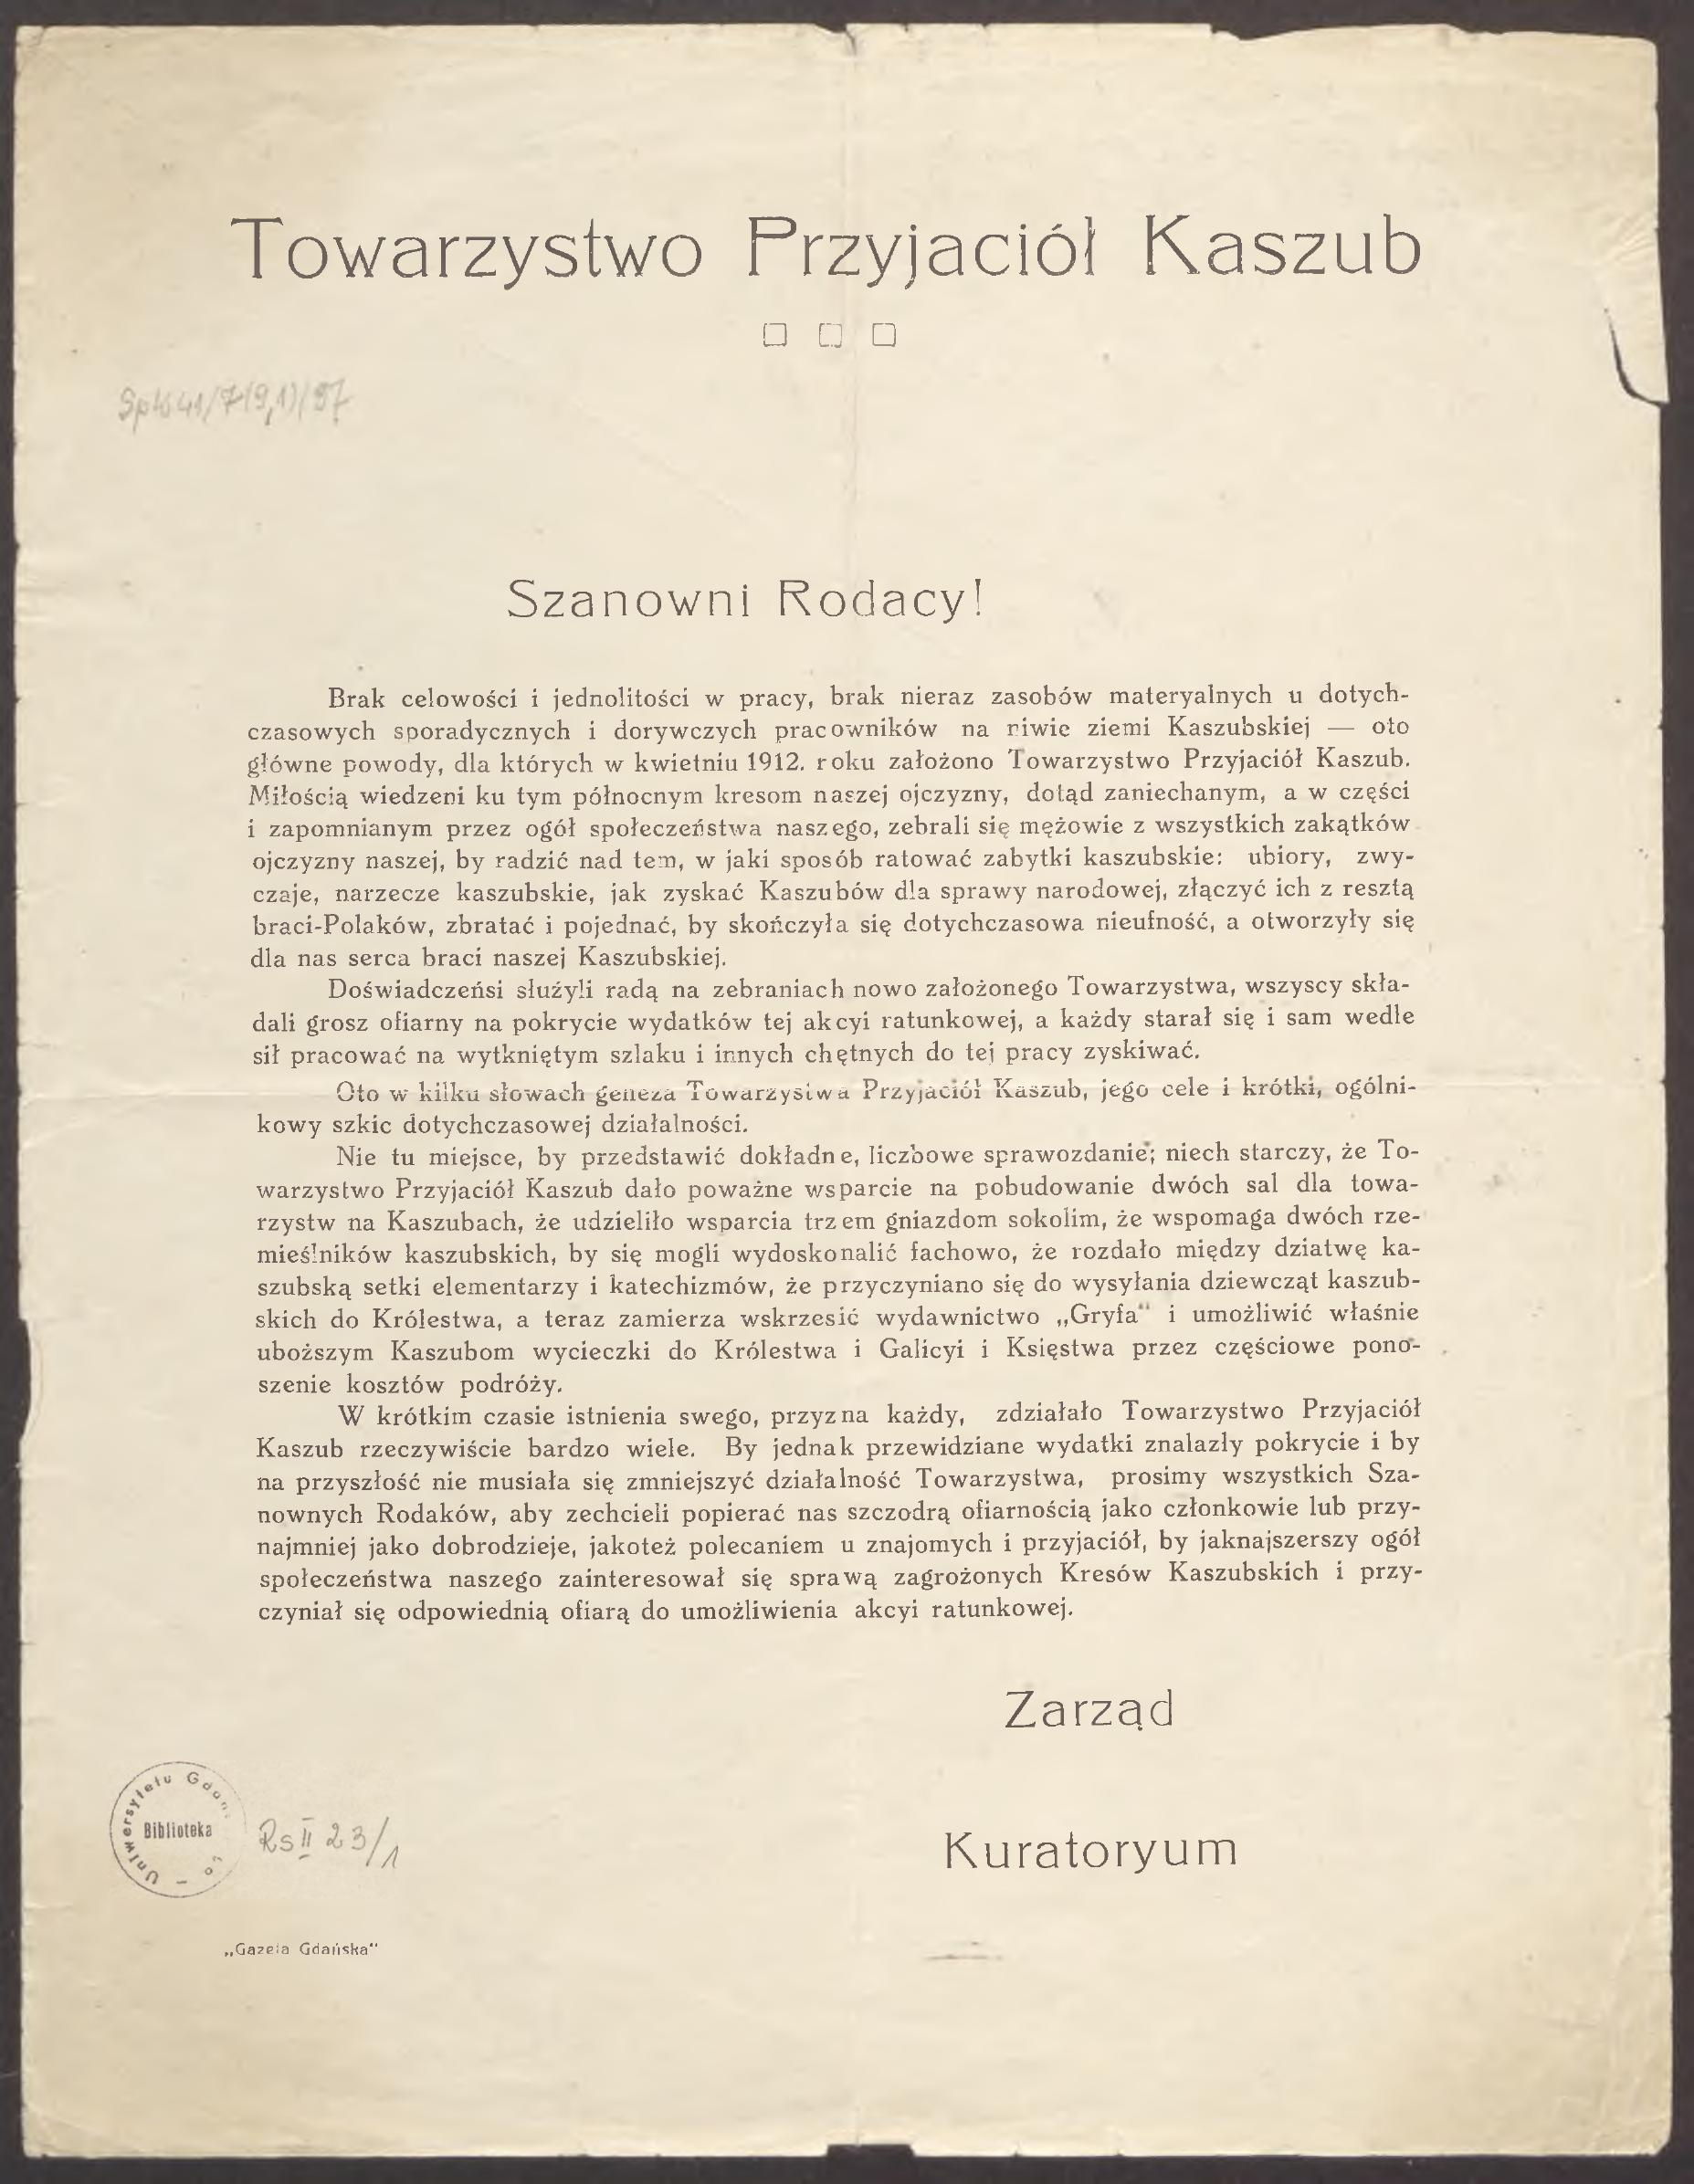 Towarzystwo Przyjaciół Kaszub
Szanowni Rodacy!
Brak celowości i jednolitości w pracy, brak nieraz zasobów materyalnych u dotych-
czasowych sporadycznych i dorywczych pracowników na niwie ziemi Kaszubskiej — oto
główne powody, dla których w kwietniu 1912. roku założono Towarzystwo Przyjaciół Kaszub.
Miłością wiedzeni ku tym północnym kresom naszej ojczyzny, dotąd zaniechanym, a w części
i zapomnianym przez ogół społeczeństwa naszego, zebrali się mężowie z wszystkich zakątków
ojczyzny naszej, by radzić nad tem, w jaki sposób ratować zabytki kaszubskie: ubiory, zwy-
czaje, narzecze kaszubskie, jak zyskać Kaszubów dla sprawy narodowej, złączyć ich z resztą
braci-Polaków, zbratać i pojednać, by skończyła się dotychczasowa nieufność, a otworzyły się
dla nas serca braci naszej Kaszubskiej.
Doświadczeńsi służyli radą na zebraniach nowo założonego Towarzystwa, wszyscy skła-
dali grosz ofiarny na pokrycie wydatków tej akcyi ratunkowej, a każdy starał się i sam wedle
sił pracować na wytkniętym szlaku i innych chętnych do tej pracy zyskiwać.
Oto w kilku słowach geneza Towarzystwa Przyjaciół Kaszub, jego cele i krótki, ogólni-
kowy szkic dotychczasowej działalności.
Nie tu miejsce, by przedstawić dokładne, liczbowe sprawozdanie; niech starczy, że To-
warzystwo Przyjaciół Kaszub dało poważne wsparcie na pobudowanie dwóch sal dla towa-
rzystw na Kaszubach, że udzieliło wsparcia trzem gniazdom sokolim, że wspomaga dwóch rze-
mieślników kaszubskich, by się mogli wydoskonalić fachowo, że rozdało między dziatwę ka-
szubską setki elementarzy i katechizmów, że przyczyniano się do wysyłania dziewcząt kaszub-
skich do Królestwa, a teraz zamierza wskrzesić wydawnictwo „Gryfa“ i umożliwić właśnie
uboższym Kaszubom wycieczki do Królestwa i Galicyi i Księstwa przez częściowe pono-
szenie kosztów podróży.
W krótkim czasie istnienia swego, przyzna każdy, zdziałało Towarzystwo Przyjaciół
Kaszub rzeczywiście bardzo wiele. By jednak przewidziane wydatki znalazły pokrycie i by
na przyszłość nie musiała się zmniejszyć działalność Towarzystwa, prosimy wszystkich Sza-
nownych Rodaków, aby zechcieli popierać nas szczodrą ofiarnością jako członkowie lub przy-
najmniej jako dobrodzieje, jakoteż polecaniem u znajomych i przyjaciół, by jaknajszerszy ogół
społeczeństwa naszego zainteresował się sprawą zagrożonych Kresów Kaszubskich i przy-
czyniał się odpowiednią ofiarą do umożliwienia akcyi ratunkowej.
Zarząd
Kuratoryum
Uniwersytetu
Biblioteka
Rs II 23/1
„Gazeta Gdańska“